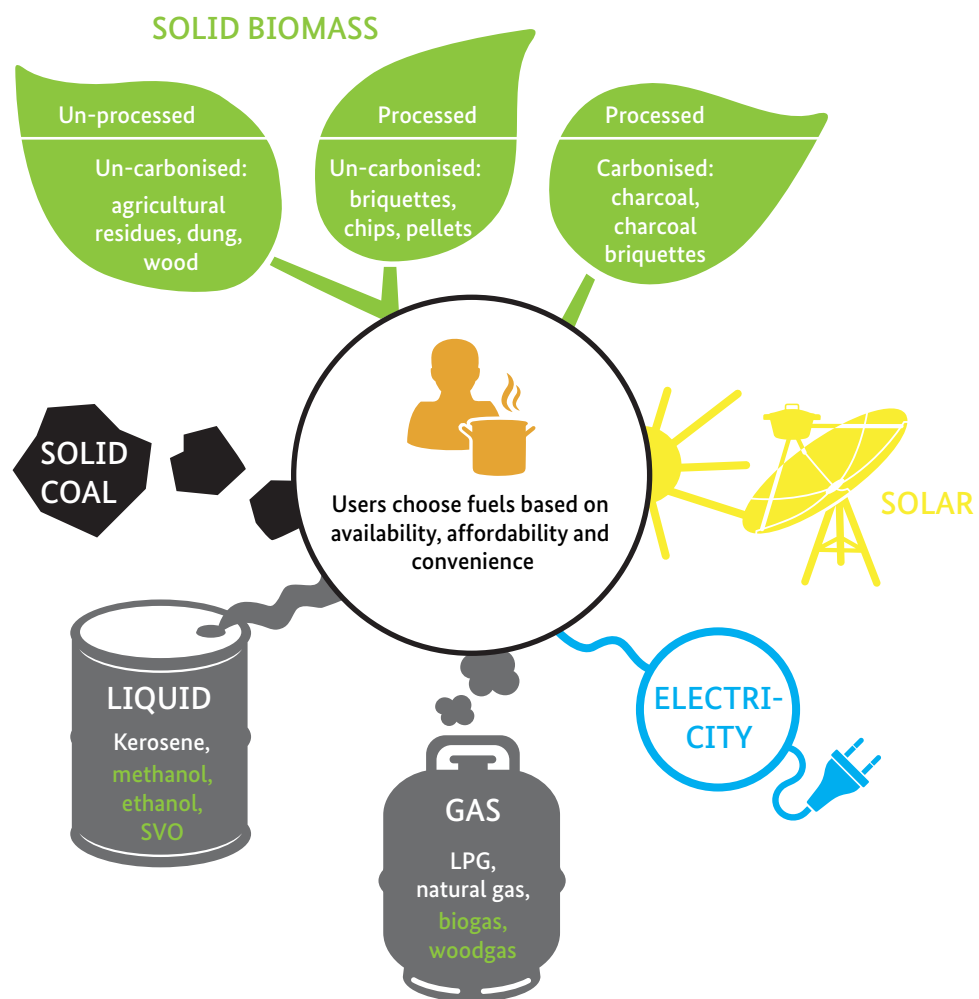 SOLID BIOMASS
Un-processed
Un-carbonised:
agricultural
residues, dung,
wood
Processed
Un-carbonised:
briquettes,
chips, pellets
Processed
Carbonised:
charcoal,
charcoal
briquettes
SOLID
COAL
Users choose fuels based on
availability, affordability and
convenience
SOLAR
LIQUID
Kerosene,
methanol,
ethanol,
SVO
GAS
LPG,
natural gas,
biogas,
woodgas
ELECTRI-
CITY